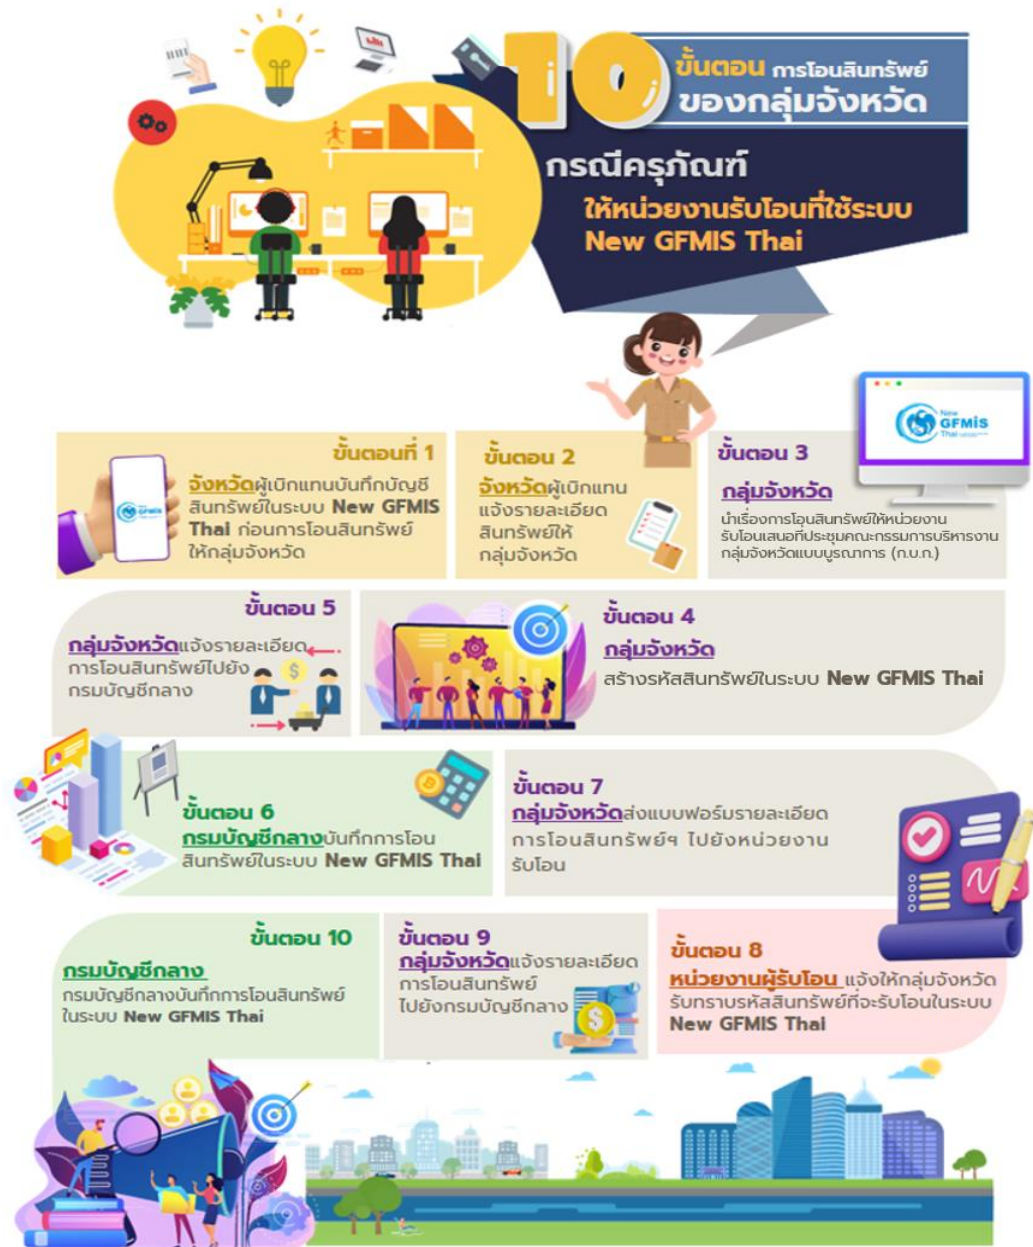 10
ขั้นตอน การโอนสินทรัพย์
ของกลุ่มจังหวัด
กรณีครุภัณฑ์
ให้หน่วยงานรับโอนที่ใช้ระบบ
New GFMIS Thai
New
GFMIS
Thai
ขั้นตอนที่ 1
จังหวัดผู้เบิกแทนบันทึกบัญชี
สินทรัพย์ในระบบ New GFMIS
Thai ก่อนการโอนสินทรัพย์
ให้กลุ่มจังหวัด
GFMIS
ขั้นตอน 2
จังหวัดผู้เบิกแทน
แจ้งรายละเอียด
สินทรัพย์ให้
กลุ่มจังหวัด
ขั้นตอน 3
กลุ่มจังหวัด
นำเรื่องการโอนสินทรัพย์ให้หน่วยงาน
รับโอนเสนอที่ประชุมคณะกรรมการบริหารงาน
กลุ่มจังหวัดแบบบูรณาการ (ก.บ.ก.)
ขั้นตอน 4
กลุ่มจังหวัด
สร้างรหัสสินทรัพย์ในระบบ New GFMIS Thai
ขั้นตอน 5
กลุ่มจังหวัดแจ้งรายละเอียด
การโอนสินทรัพย์ไปยัง
กรมบัญชีกลาง
ขั้นตอน 6
กรมบัญชีกลางบันทึกการโอน
สินทรัพย์ในระบบ New GFMIS Thai
ขั้นตอน 7
กลุ่มจังหวัดส่งแบบฟอร์มรายละเอียด
การโอนสินทรัพย์ฯ ไปยังหน่วยงาน
รับโอน
ขั้นตอน 8
หน่วยงานผู้รับโอน แจ้งให้กลุ่มจังหวัด
รับทราบรหัสสินทรัพย์ที่จะรับโอนในระบบ
New GFMIS Thai
ขั้นตอน 9
กลุ่มจังหวัดแจ้งรายละเอียด
การโอนสินทรัพย์
ไปยังกรมบัญชีกลาง
ขั้นตอน 10
กรมบัญชีกลาง
กรมบัญชีกลางบันทึกการโอนสินทรัพย์
ในระบบ New GFMIS Thai